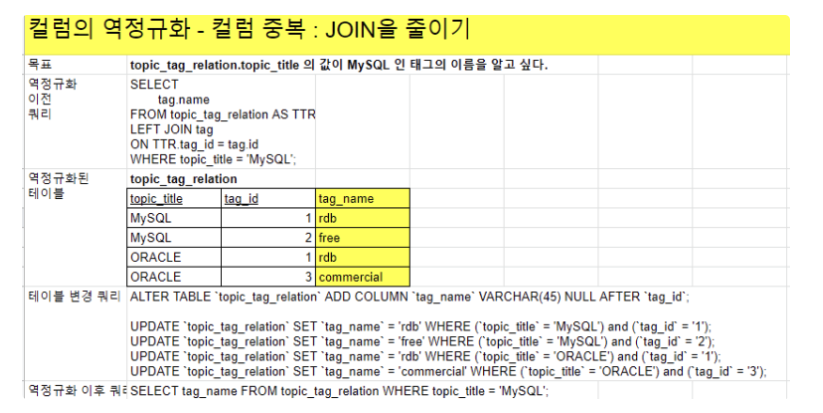 컬럼의 역정규화 - 컬럼 중복 : JOIN을 줄이기
목표 topic_tag_relation.topic_title 의 값이 MySQL 인 태그의 이름을 알고 싶다.
역정규화 이전 쿼리
SELECT
tag.name
FROM topic_tag_relation AS TTR
LEFT JOIN tag
ON TTR.tag_id = tag.id
WHERE topic_title = 'MySQL';
역정규화된 테이블
topic_tag_relation
topic_title tag_id tag_name
MySQL 1 rdb
MySQL 2 free
ORACLE 1 rdb
ORACLE 3 commercial
테이블 변경 쿼리
ALTER TABLE `topic_tag_relation` ADD COLUMN `tag_name` VARCHAR(45) NULL AFTER `tag_id`;
UPDATE `topic_tag_relation` SET `tag_name` = 'rdb' WHERE (`topic_title` = 'MySQL') and (`tag_id` = '1');
UPDATE `topic_tag_relation` SET `tag_name` = 'free' WHERE (`topic_title` = 'MySQL') and (`tag_id` = '2');
UPDATE `topic_tag_relation` SET `tag_name` = 'rdb' WHERE (`topic_title` = 'ORACLE') and (`tag_id` = '1');
UPDATE `topic_tag_relation` SET `tag_name` = 'commercial' WHERE (`topic_title` = 'ORACLE') and (`tag_id` = '3');
역정규화 이후 쿼
SELECT tag_name FROM topic_tag_relation WHERE topic_title = 'MySQL';